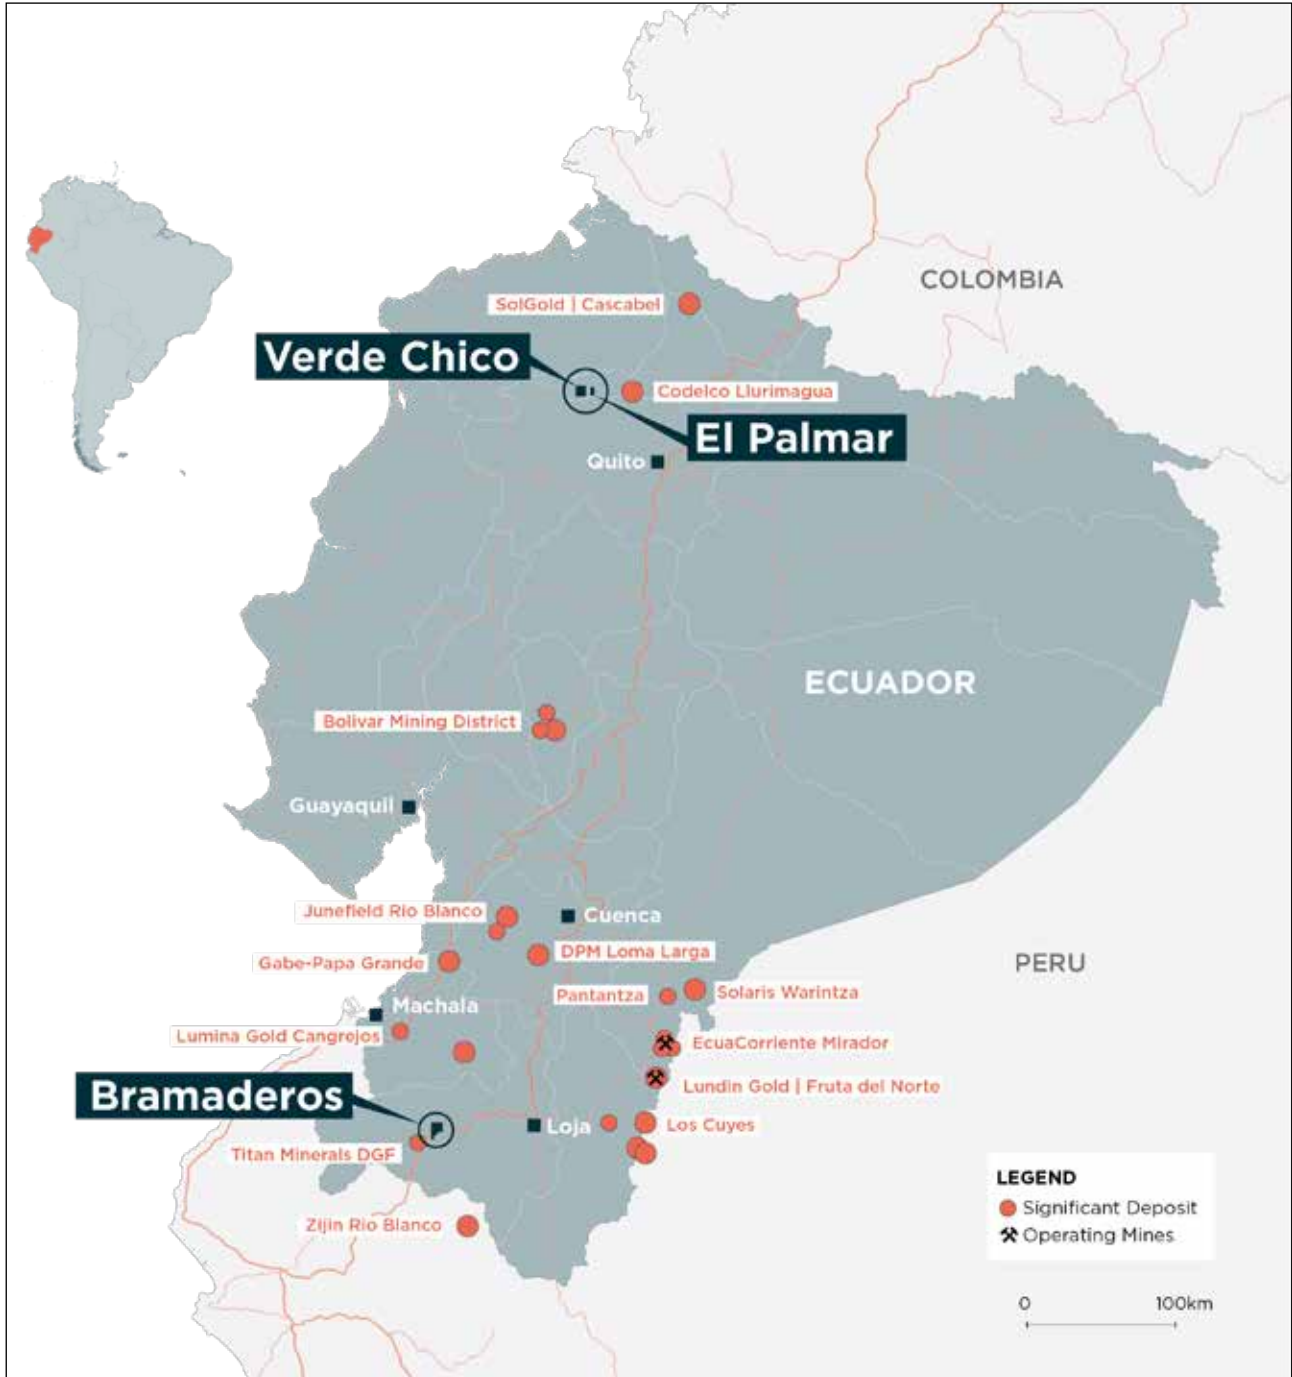 COLOMBIA
SolGold | Cascabel
Verde Chico
Codelco Llurimagua
El Palmar
Quito
ECUADOR
Bolivar Mining District
Guayaquil
Junefield Rio Blanco
Cuenca
DPM Loma Larga
Gabe-Papa Grande
PERU
Pantantza
Solaris Warintza
Machala
Lumina Gold Cangrejos
EcuaCorriente Mirador
Lundin Gold | Fruta del Norte
Bramaderos
Loja
Los Cuyes
Titan Minerals DGF
Zijin Rio Blanco
LEGEND
Significant Deposit
Operating Mines
0 100km